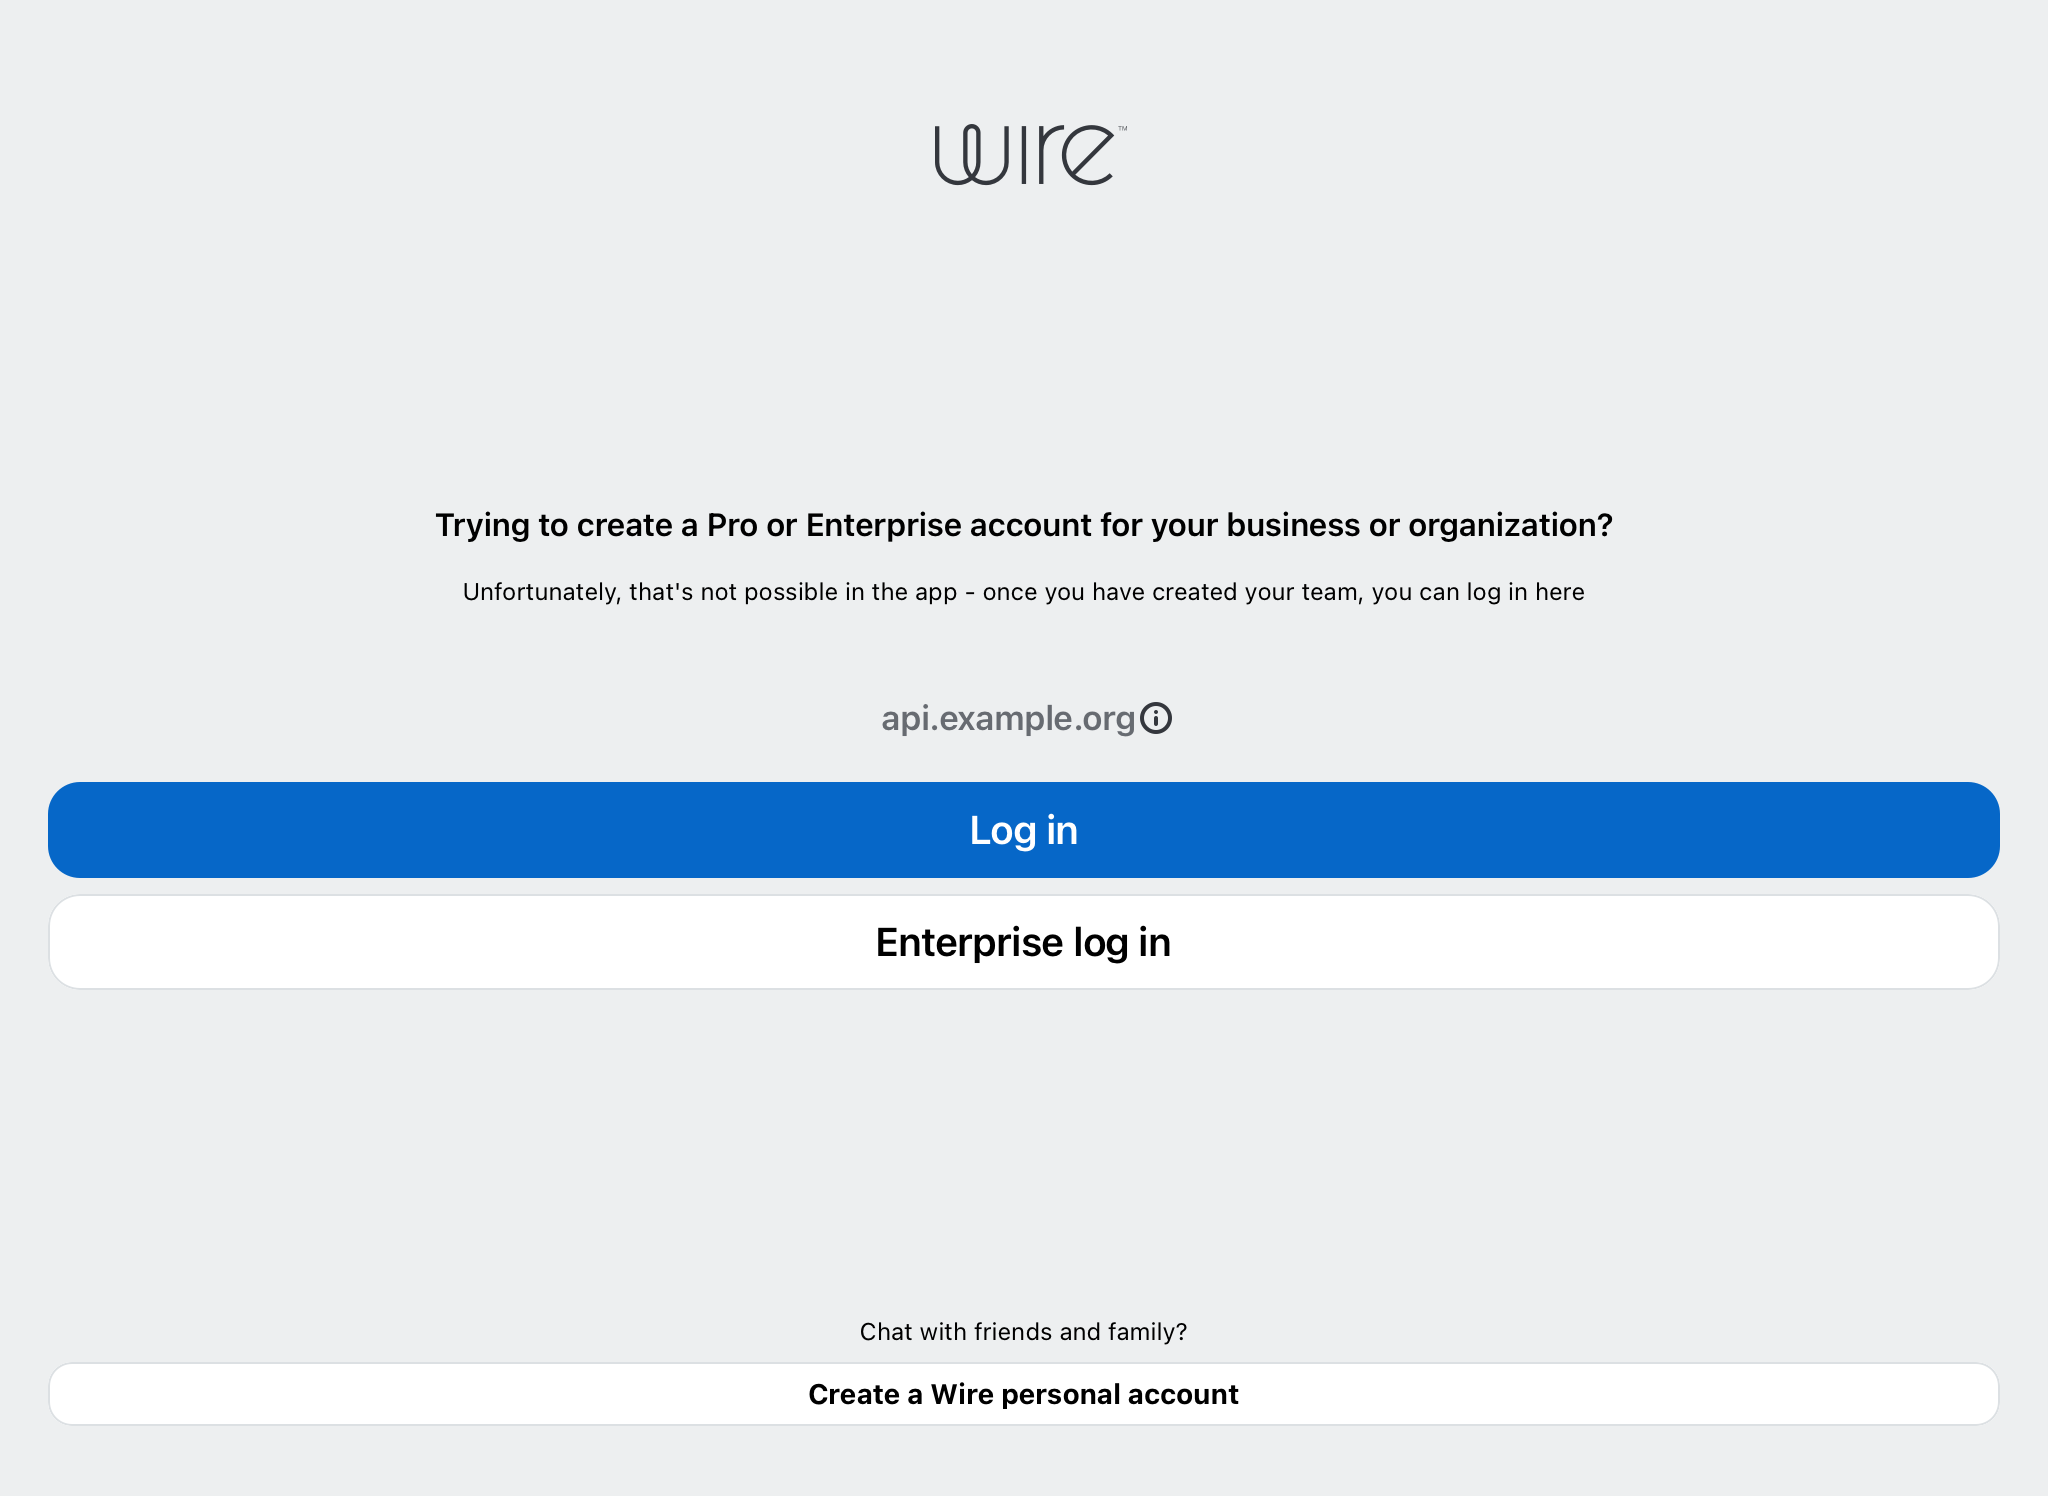 wire™
Trying to create a Pro or Enterprise account for your business or organization?
Unfortunately, that's not possible in the app - once you have created your team, you can log in here
api.example.org
Log in
Enterprise log in
Chat with friends and family?
Create a Wire personal account